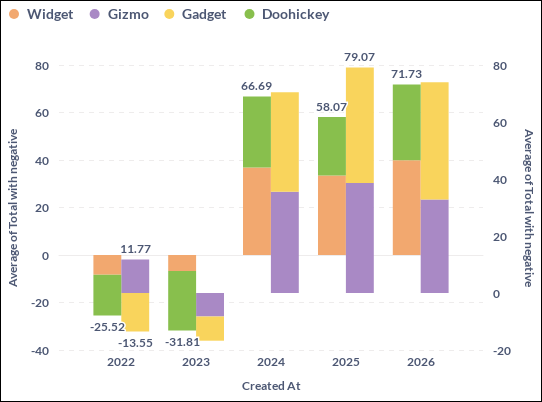 Widget Gizmo Gadget Doohickey
80 79.07 80
66.69 71.73
60 58.07 60
40 40
20 20
0 11.77 0
-20
-25.52 -31.81
-13.55
-40 -20
2022 2023 2024 2025 2026
Created At
Average of Total with negative
Average of Total with negative